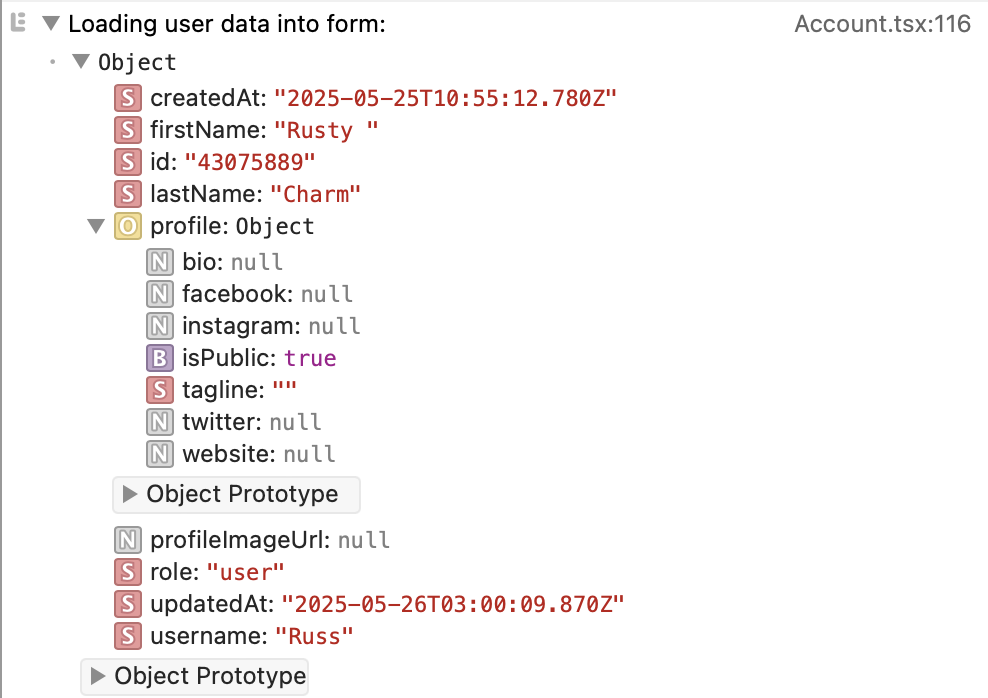 Loading user data into form: Account.tsx:116
Object
S createdAt: "2025-05-25T10:55:12.780Z"
S firstName: "Rusty "
S id: "43075889"
S lastName: "Charm"
O profile: Object
N bio: null
N facebook: null
N instagram: null
B isPublic: true
S tagline: ""
N twitter: null
N website: null
Object Prototype
N profileImageUrl: null
S role: "user"
S updatedAt: "2025-05-26T03:00:09.870Z"
S username: "Russ"
Object Prototype